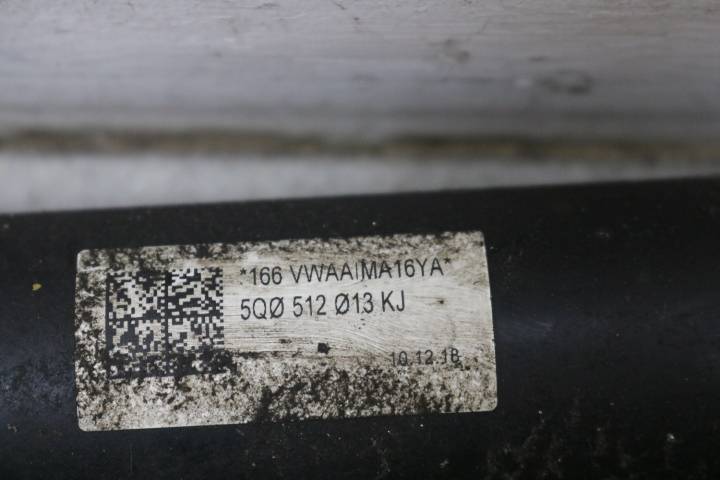 *166 VWAAIMA16YA*
5QØ 512 Ø13 KJ
10.12.18